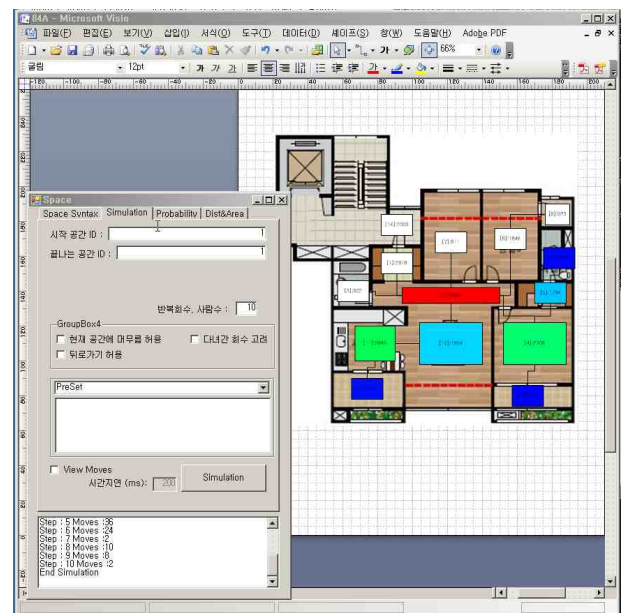 84A - Microsoft Visio
파일(F) 편집(E) 보기(V) 삽입(I) 서식(O) 도구(T) 데이터(D) 셰이프(S) 창(W) 도움말(H) Adobe PDF
66%
굴림 12pt 가 가 가
Space
Space Syntax Simulation Probability Dist&Area
시작 공간 ID : 1
끝나는 공간 ID : 1
반복회수, 사람수 : 10
GroupBox4
현재 공간에 머무름 허용 다녀간 회수 고려
뒤로가기 허용
PreSet
View Moves
시간지연 (ms): 200
Simulation
Step : 5 Moves :36
Step : 6 Moves :24
Step : 7 Moves :2
Step : 8 Moves :10
Step : 9 Moves :8
Step : 10 Moves :2
End Simulation